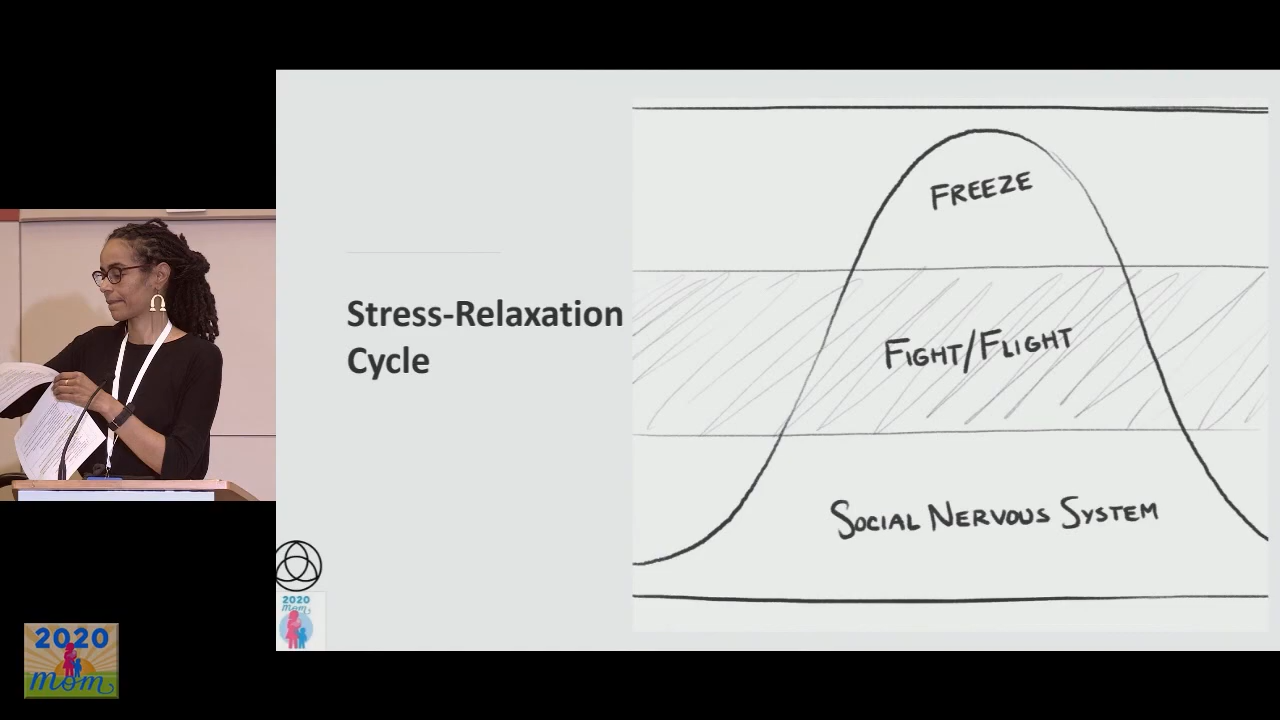 Stress-Relaxation
Cycle
FREEZE
FIGHT/FLIGHT
SOCIAL NERVOUS SYSTEM
2020
mom
2020
mom